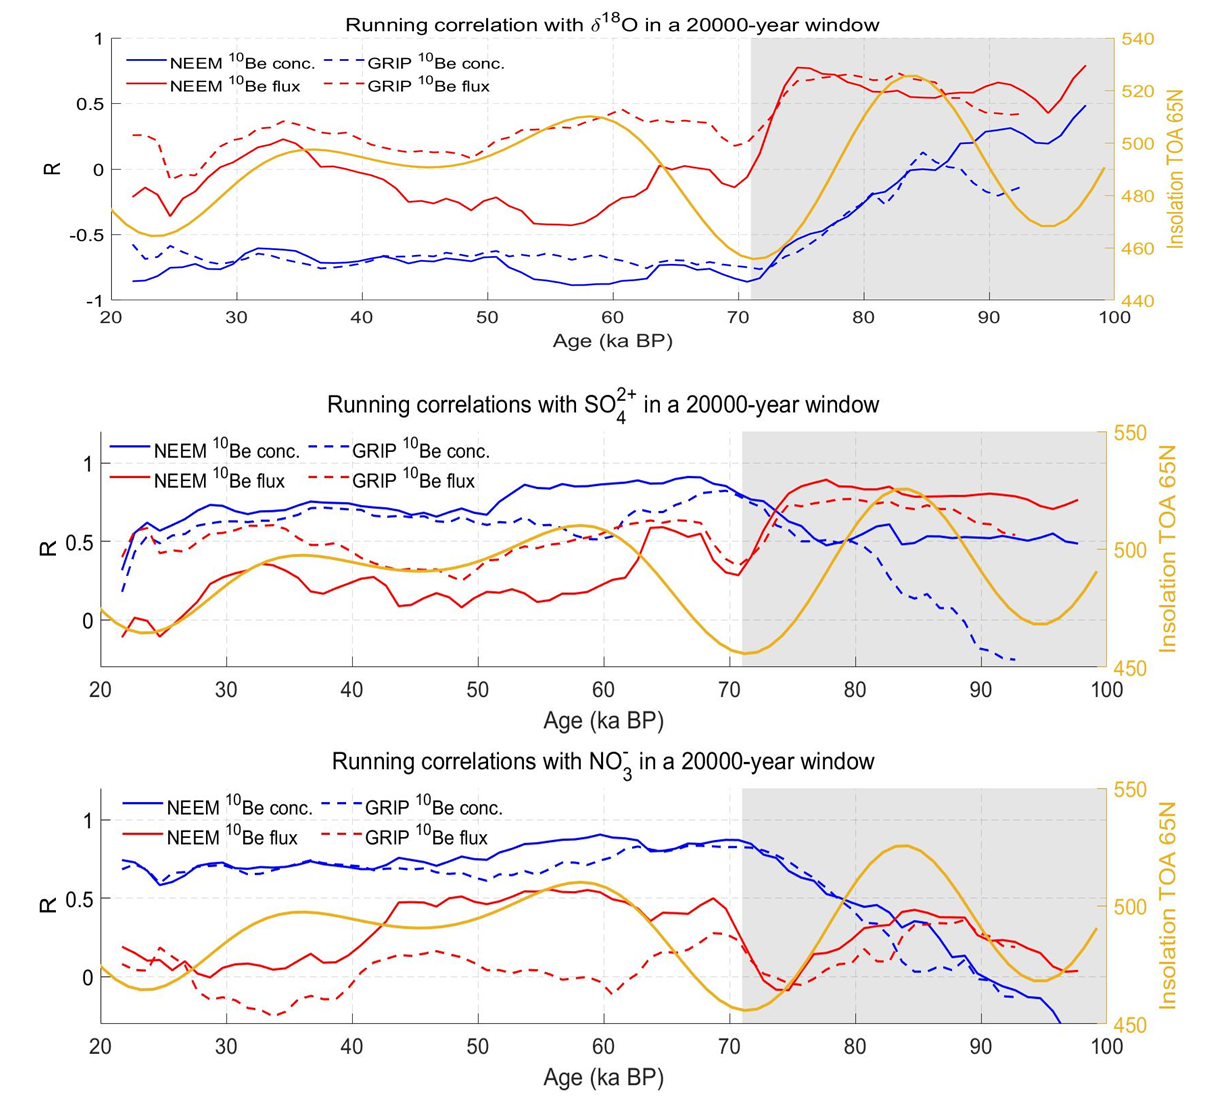 Running correlation with δ¹⁸O in a 20000-year window
NEEM ¹⁰Be conc. GRIP ¹⁰Be conc.
NEEM ¹⁰Be flux GRIP ¹⁰Be flux
1
0.5
0
-0.5
-1
R
540
520
500
480
460
440
Insolation TOA 65N
20 30 40 50 60 70 80 90 100
Age (ka BP)
Running correlations with SO₄²⁺ in a 20000-year window
NEEM ¹⁰Be conc. GRIP ¹⁰Be conc.
NEEM ¹⁰Be flux GRIP ¹⁰Be flux
1
0.5
0
R
550
500
450
Insolation TOA 65N
20 30 40 50 60 70 80 90 100
Age (ka BP)
Running correlations with NO₃⁻ in a 20000-year window
NEEM ¹⁰Be conc. GRIP ¹⁰Be conc.
NEEM ¹⁰Be flux GRIP ¹⁰Be flux
1
0.5
0
R
550
500
450
Insolation TOA 65N
20 30 40 50 60 70 80 90 100
Age (ka BP)